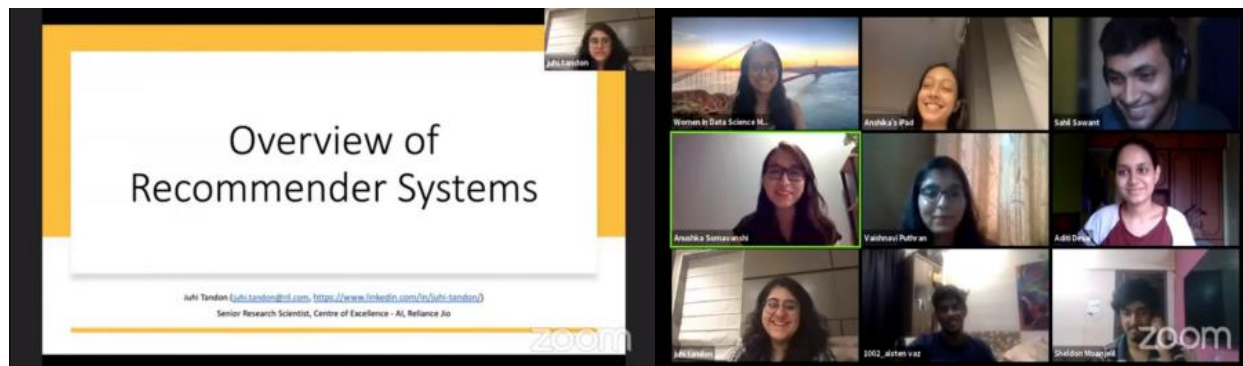 juhi.tandon
Overview of
Recommender Systems
Juhi Tandon (juhi.tandon@ril.com, https://www.linkedin.com/in/juhi-tandon/)
Senior Research Scientist, Centre of Excellence - AI, Reliance Jio
zoom
Women In Data Science M...
Anshika's iPad
Sahil Sawant
Anushka Somavanshi
Vaishnavi Puthran
Aditi Desai
juhi.tandon
1002_alsten vaz
Sheldon
zoom